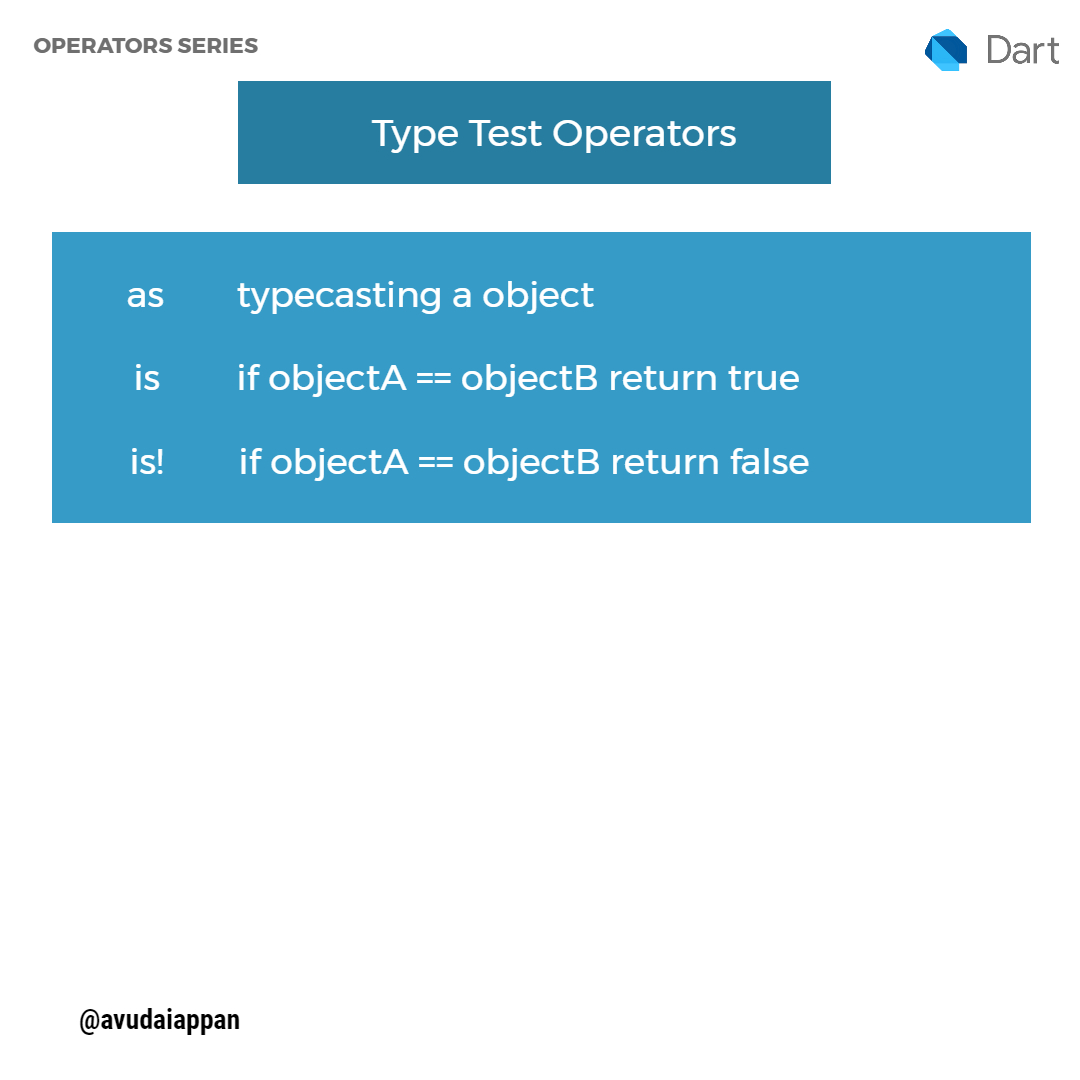 OPERATORS SERIES
Dart
Type Test Operators
as typecasting a object
is if objectA == objectB return true
is! if objectA == objectB return false
@avudaiappan